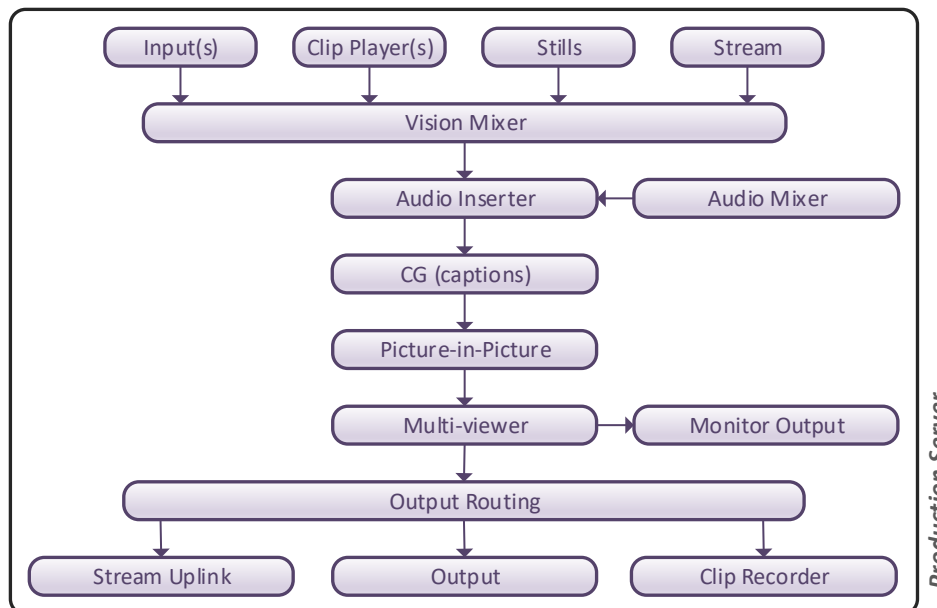 Input(s)
Clip Player(s)
Stills
Stream
Vision Mixer
Audio Inserter
Audio Mixer
CG (captions)
Picture-in-Picture
Multi-viewer
Monitor Output
Output Routing
Stream Uplink
Output
Clip Recorder
Production Server